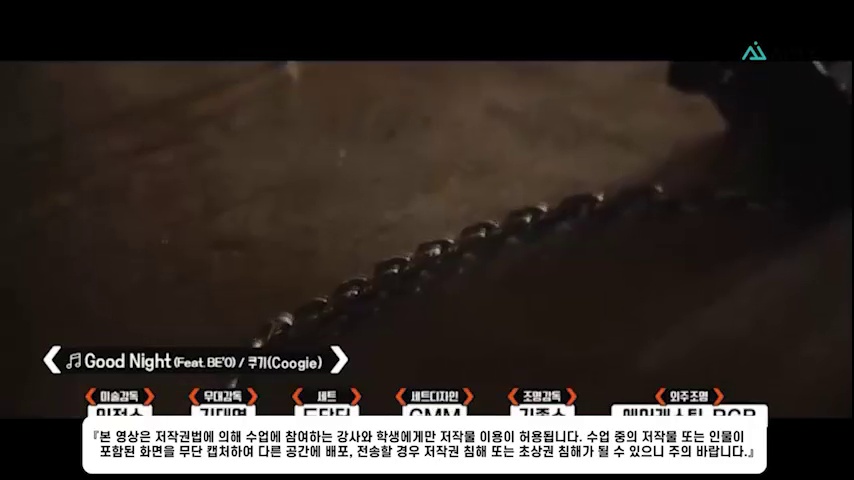 Good Night (Feat. BE'O) / 쿠기(Coogie)
미술감독 무대감독 세트 세트디자인 조명감독 외주조명
『본 영상은 저작권법에 의해 수업에 참여하는 강사와 학생에게만 저작물 이용이 허용됩니다. 수업 중의 저작물 또는 인물이
포함된 화면을 무단 캡처하여 다른 공간에 배포, 전송할 경우 저작권 침해 또는 초상권 침해가 될 수 있으니 주의 바랍니다.』